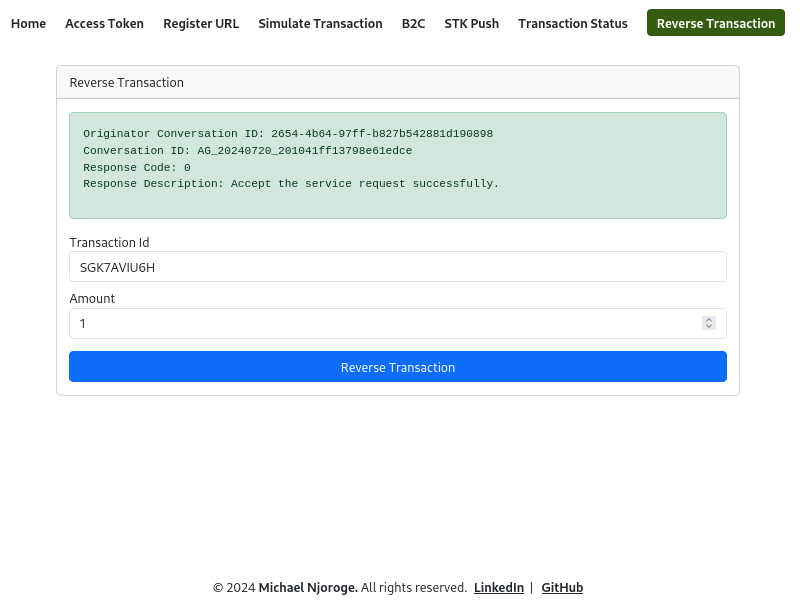 Home Access Token Register URL Simulate Transaction B2C STK Push Transaction Status Reverse Transaction
Reverse Transaction
Originator Conversation ID: 2654-4b64-97ff-b827b542881d190898
Conversation ID: AG_20240720_201041ff13798e61edce
Response Code: 0
Response Description: Accept the service request successfully.
Transaction Id
SGK7AVIU6H
Amount
1
Reverse Transaction
© 2024 Michael Njoroge. All rights reserved. LinkedIn | GitHub